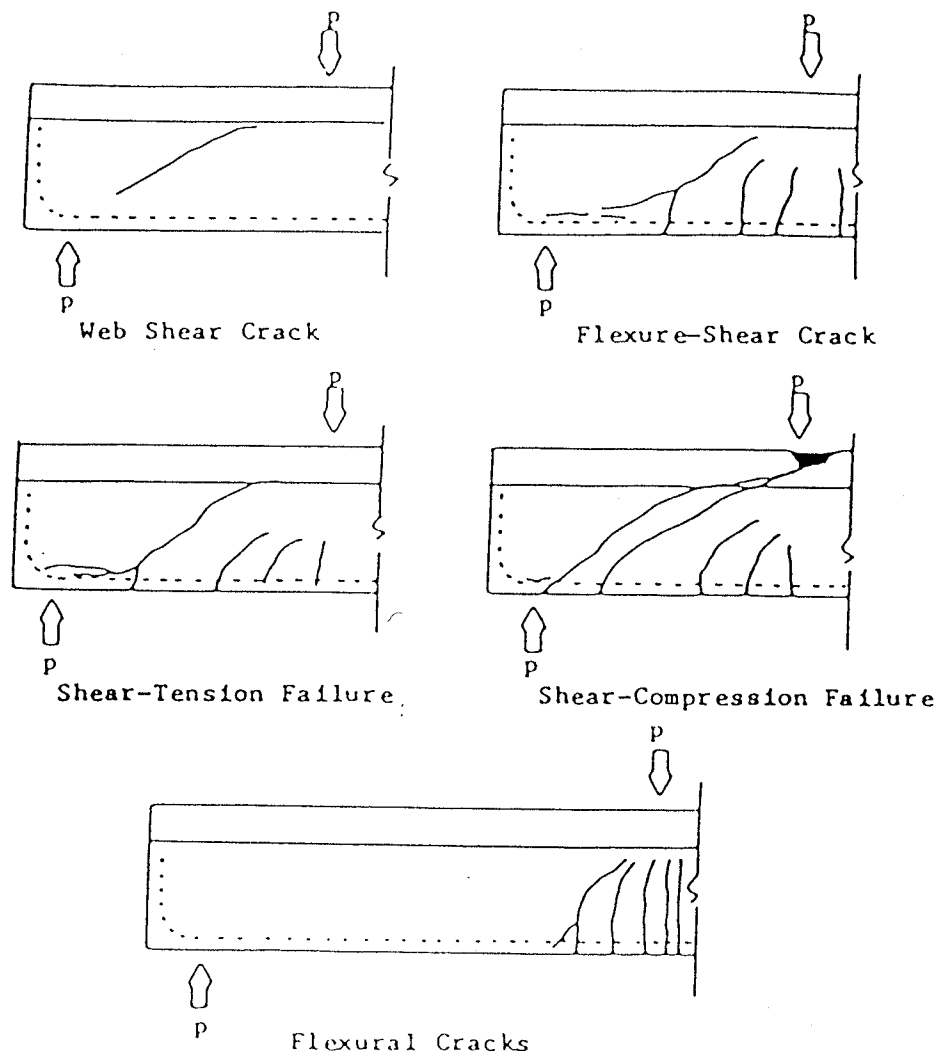 P P
P P
Web Shear Crack Flexure-Shear Crack
P P
P P
Shear-Tension Failure Shear-Compression Failure
P
P
Flexural Cracks